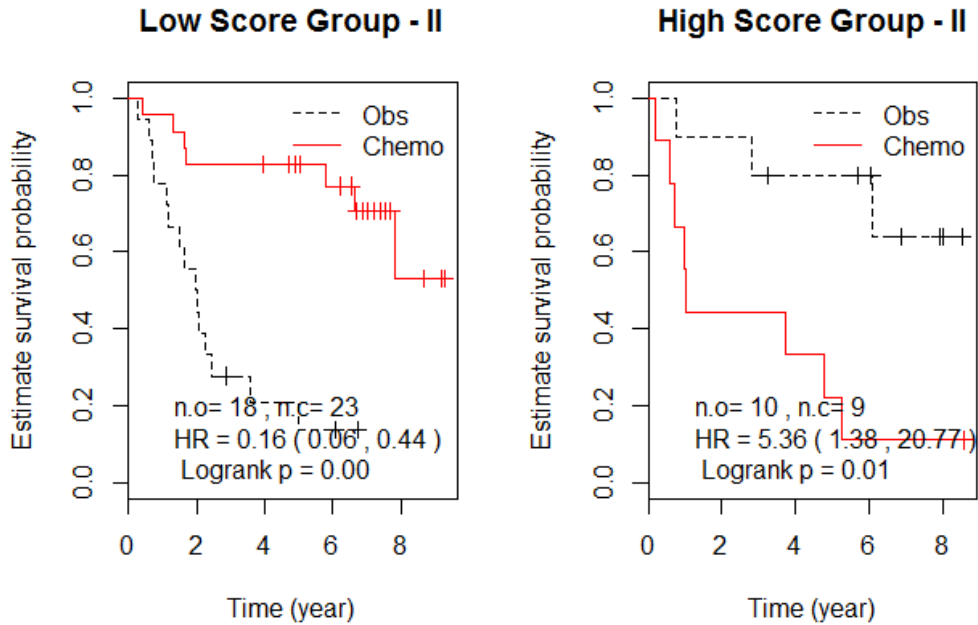 Low Score Group - II
Estimate survival probability
1.0
0.8
0.6
0.4
0.2
0.0
Obs
Chemo
n.o= 18 , n.c= 23
HR = 0.16 ( 0.06 , 0.44 )
Logrank p = 0.00
0 2 4 6 8
Time (year)
High Score Group - II
Estimate survival probability
1.0
0.8
0.6
0.4
0.2
0.0
Obs
Chemo
n.o= 10 , n.c= 9
HR = 5.36 ( 1.38 , 20.77 )
Logrank p = 0.01
0 2 4 6 8
Time (year)